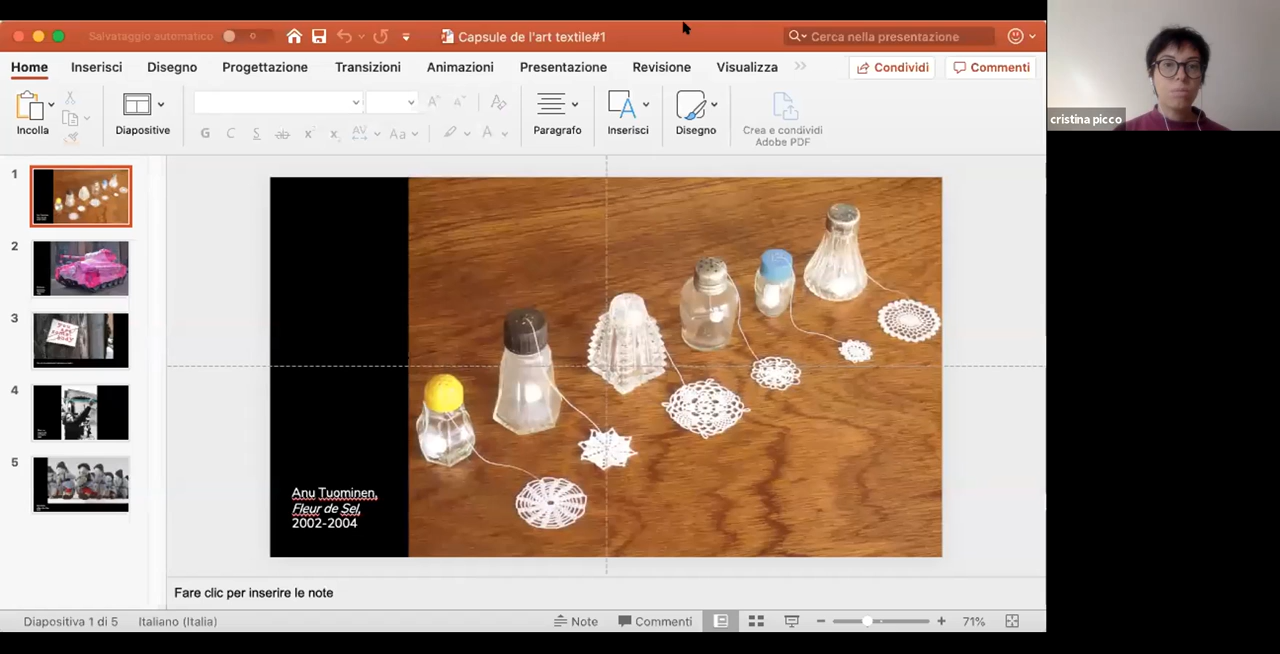 Salvataggio automatico
Capsule de l'art textile#1
Cerca nella presentazione
Home Inserisci Disegno Progettazione Transizioni Animazioni Presentazione Revisione Visualizza
Condividi Commenti
Incolla
Diapositive
G C S ab x x AV Aa A
Paragrafo
Inserisci
Disegno
Crea e condividi
Adobe PDF
cristina picco
1
2
3
4
5
Anu Tuominen,
Fleur de Sel,
2002-2004
Fare clic per inserire le note
Diapositiva 1 di 5 Italiano (Italia) Note Commenti 71%